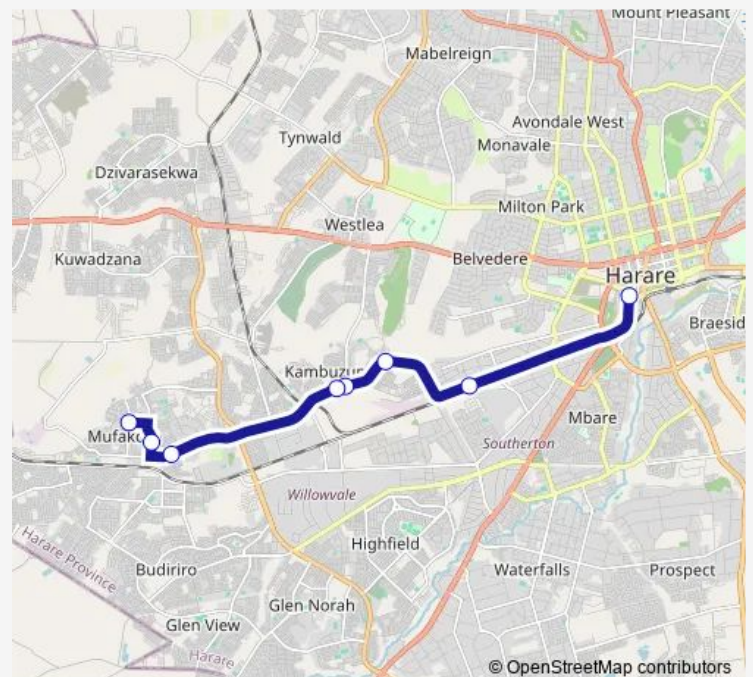 Mount Pleasant
Mabelreign
Avondale West
Tynwald
Monavale
Dzivarasekwa
Milton Park
Westlea
Kuwadzana
Belvedere
Harare
Braesid
Kambuzu
Mbare
Mufako
Southerton
Willowvale
Highfield
Harare Province
Budiriro
Waterfalls
Prospect
Glen Norah
Glen View
Harare
© OpenStreetMap contributors